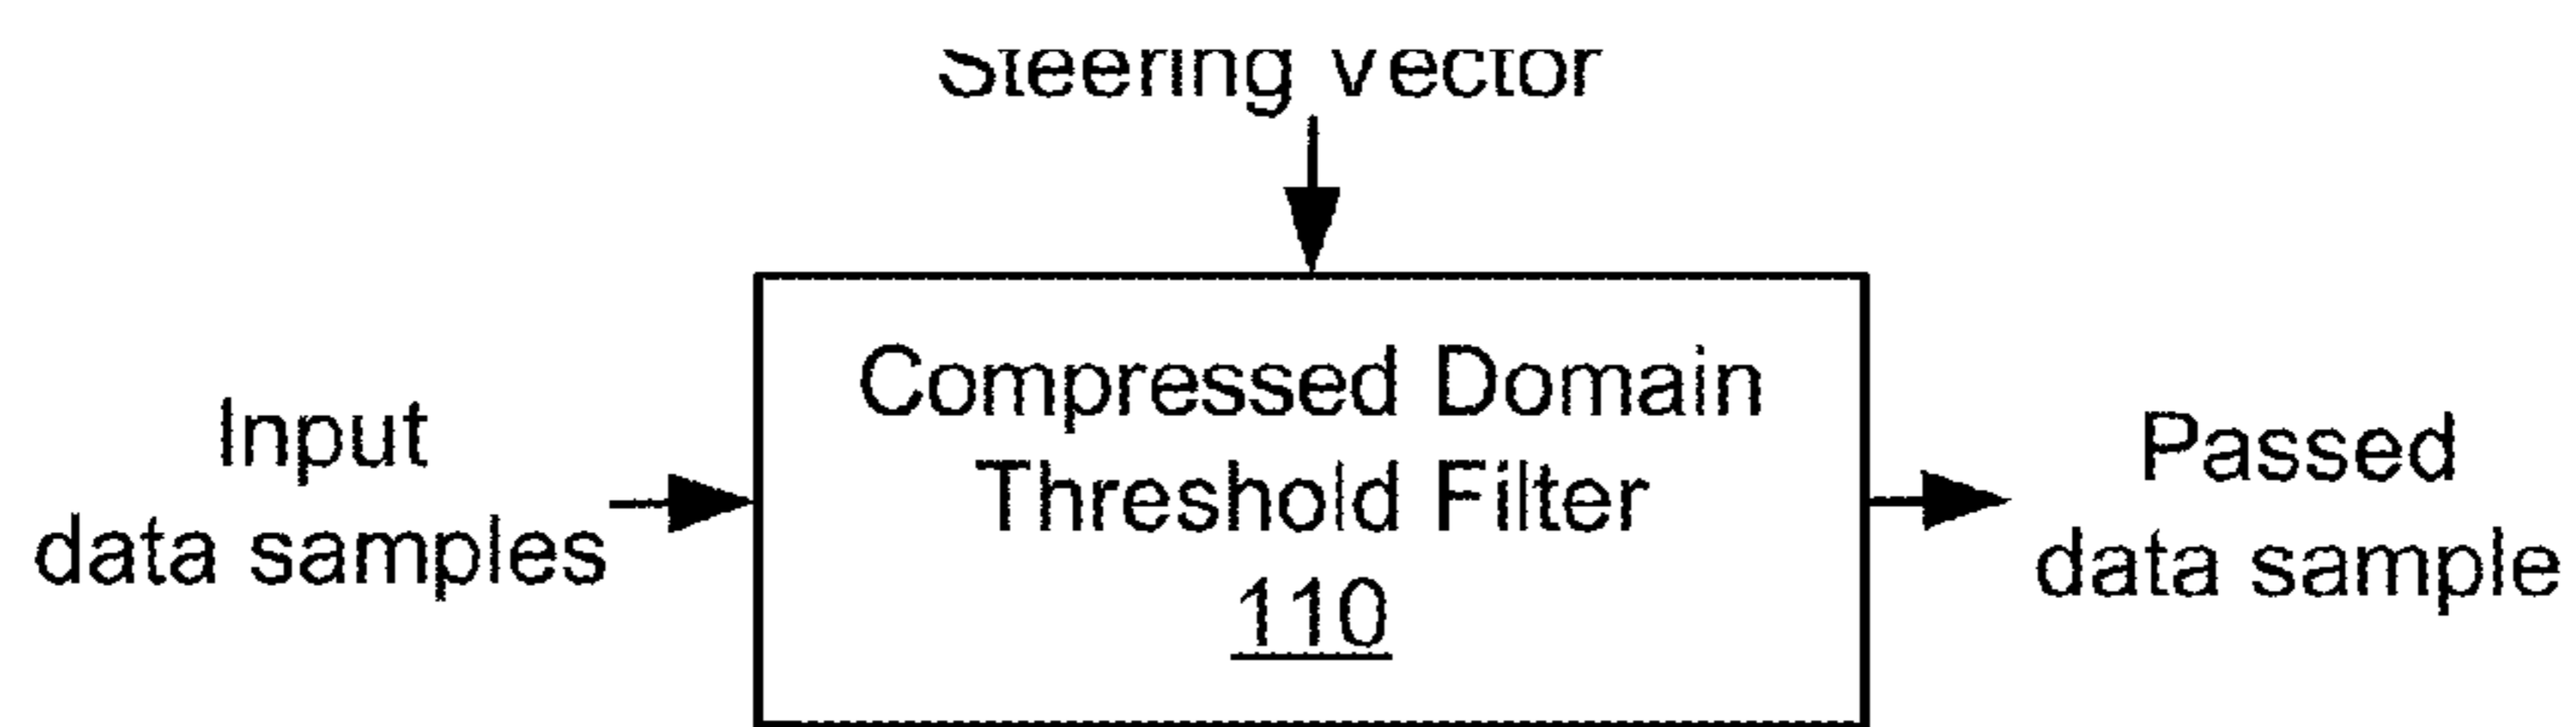 Steering Vector
Input
data samples
Compressed Domain
Threshold Filter
110
Passed
data sample